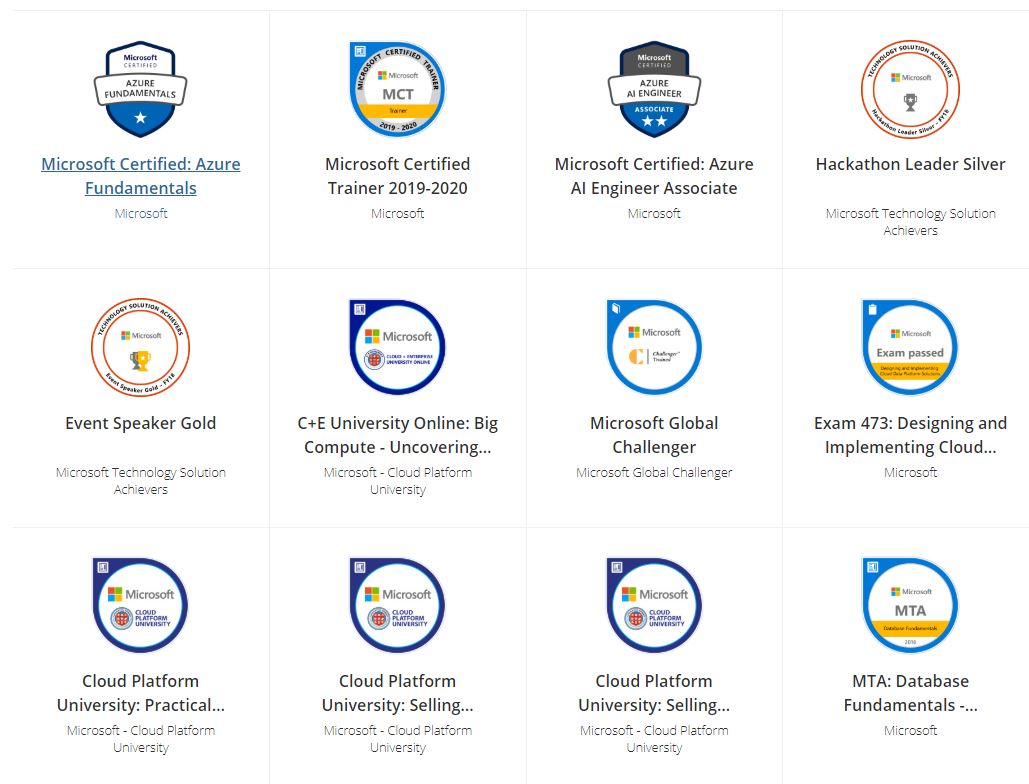 Microsoft
CERTIFIED
AZURE
FUNDAMENTALS
Microsoft Certified: Azure
Fundamentals
Microsoft
MICROSOFT CERTIFIED TRAINER
Microsoft
MCT
Trainer
2019 - 2020
Microsoft Certified
Trainer 2019-2020
Microsoft
Microsoft
CERTIFIED
AZURE
AI ENGINEER
ASSOCIATE
Microsoft Certified: Azure
AI Engineer Associate
Microsoft
TECHNOLOGY SOLUTION ACHIEVERS
Microsoft
Hackathon Leader Silver - FY18
Hackathon Leader Silver
Microsoft Technology Solution
Achievers
TECHNOLOGY SOLUTION ACHIEVERS
Microsoft
Event Speaker Gold - FY18
Event Speaker Gold
Microsoft Technology Solution
Achievers
Microsoft
CLOUD + ENTERPRISE
UNIVERSITY ONLINE
C+E University Online: Big
Compute - Uncovering...
Microsoft - Cloud Platform
University
Microsoft
Challenger™
Trained
Microsoft Global
Challenger
Microsoft Global Challenger
Microsoft
Exam passed
Designing and Implementing
Cloud Data Platform Solutions
Exam 473: Designing and
Implementing Cloud...
Microsoft
Microsoft
CLOUD
PLATFORM
UNIVERSITY
Cloud Platform
University: Practical...
Microsoft - Cloud Platform
University
Microsoft
CLOUD
PLATFORM
UNIVERSITY
Cloud Platform
University: Selling...
Microsoft - Cloud Platform
University
Microsoft
CLOUD
PLATFORM
UNIVERSITY
Cloud Platform
University: Selling...
Microsoft - Cloud Platform
University
Microsoft
MTA
Database Fundamentals
2016
MTA: Database
Fundamentals -...
Microsoft